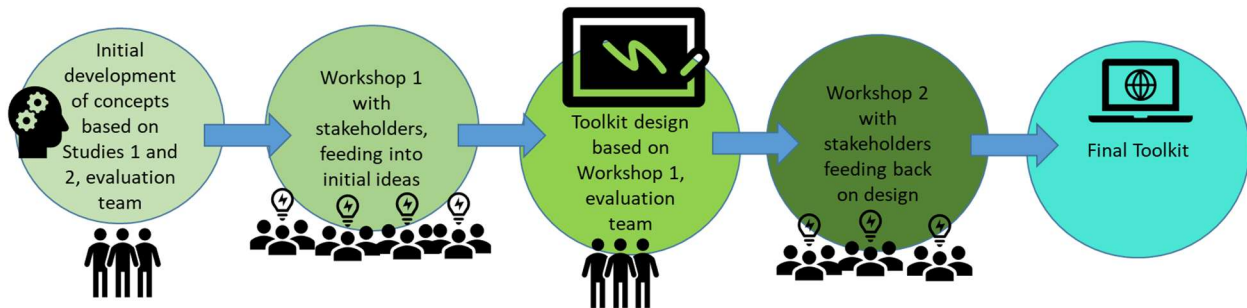 Initial
development
of concepts
based on
Studies 1 and
2, evaluation
team
Workshop 1
with
stakeholders,
feeding into
initial ideas
Toolkit design
based on
Workshop 1,
evaluation
team
Workshop 2
with
stakeholders
feeding back
on design
Final Toolkit